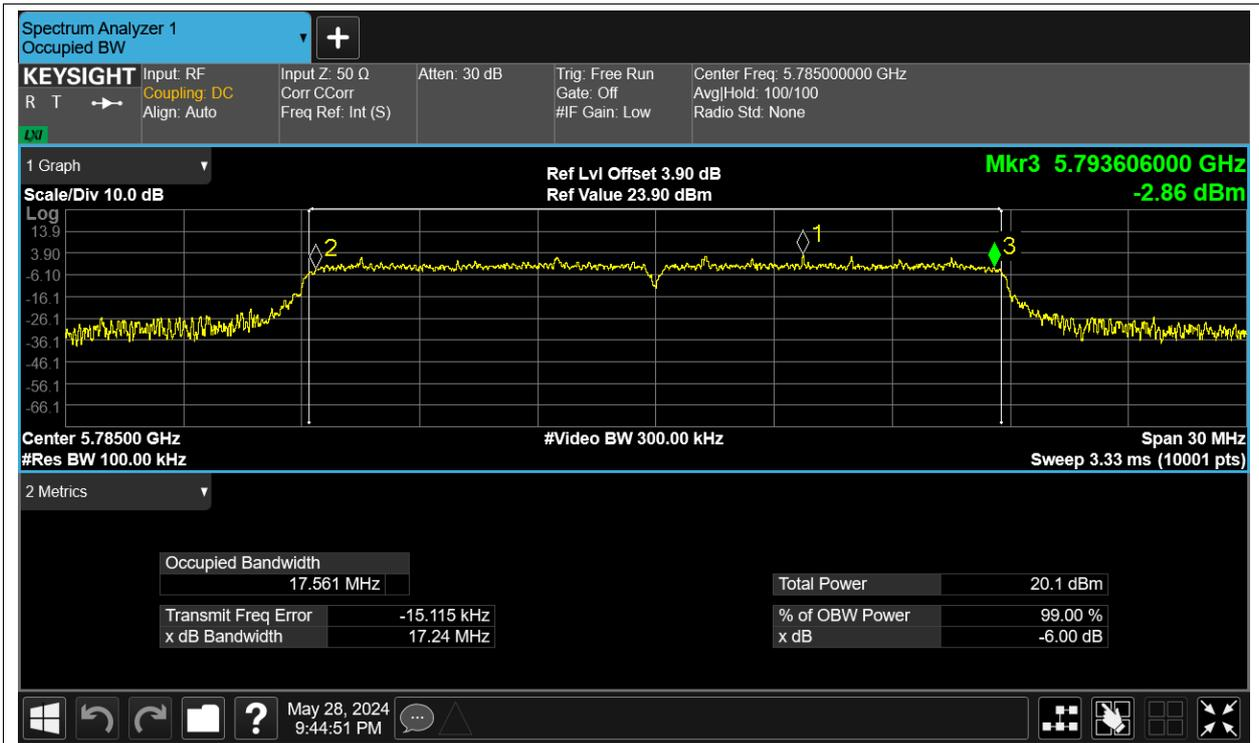 Spectrum Analyzer 1
Occupied BW
KEYSIGHT
R T
LXI
Input: RF
Coupling: DC
Align: Auto
Input Z: 50 Ω
Corr CCorr
Freq Ref: Int (S)
Atten: 30 dB
Trig: Free Run
Gate: Off
#IF Gain: Low
Center Freq: 5.785000000 GHz
Avg|Hold: 100/100
Radio Std: None
1 Graph
Scale/Div 10.0 dB
Ref Lvl Offset 3.90 dB
Ref Value 23.90 dBm
Mkr3 5.793606000 GHz
-2.86 dBm
Log
13.9
3.90
-6.10
-16.1
-26.1
-36.1
-46.1
-56.1
-66.1
2
1
3
Center 5.78500 GHz
#Res BW 100.00 kHz
#Video BW 300.00 kHz
Span 30 MHz
Sweep 3.33 ms (10001 pts)
2 Metrics
Occupied Bandwidth
17.561 MHz
Transmit Freq Error -15.115 kHz
x dB Bandwidth 17.24 MHz
Total Power 20.1 dBm
% of OBW Power 99.00 %
x dB -6.00 dB
?
May 28, 2024
9:44:51 PM